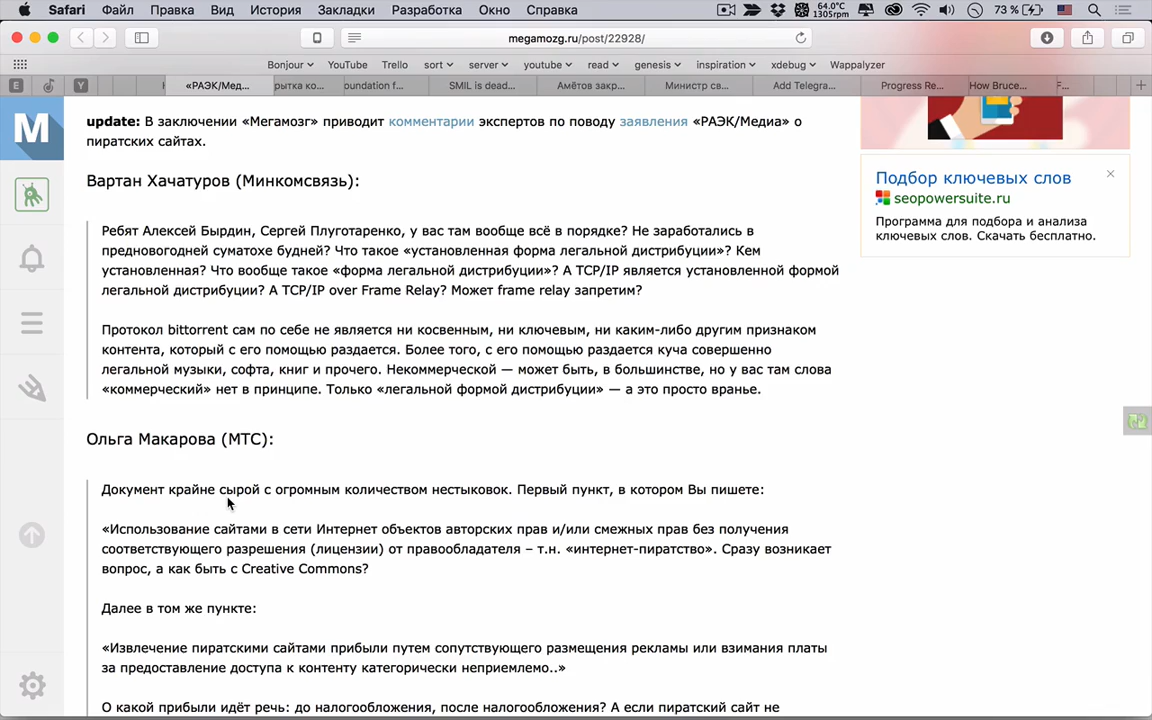 Safari Файл Правка Вид История Закладки Разработка Окно Справка 64.0°C 1305rpm 73 %
megamozg.ru/post/22928/
Bonjour YouTube Trello sort server youtube read genesis inspiration xdebug Wappalyzer
E Y «РАЭК/Мед... рытка ко... oundation f... SMIL is dead... Амётов закр... Министр св... Add Telegra... Progress Re... How Bruce... F...
M
update: В заключении «Мегамозг» приводит комментарии экспертов по поводу заявления «РАЭК/Медиа» о
пиратских сайтах.
Вартан Хачатуров (Минкомсвязь):
Ребят Алексей Бырдин, Сергей Плуготаренко, у вас там вообще всё в порядке? Не заработались в
предновогодней суматохе будней? Что такое «установленная форма легальной дистрибуции»? Кем
установленная? Что вообще такое «форма легальной дистрибуции»? А TCP/IP является установленной формой
легальной дистрибуции? А TCP/IP over Frame Relay? Может frame relay запретим?
Протокол bittorrent сам по себе не является ни косвенным, ни ключевым, ни каким-либо другим признаком
контента, который с его помощью раздается. Более того, с его помощью раздается куча совершенно
легальной музыки, софта, книг и прочего. Некоммерческой — может быть, в большинстве, но у вас там слова
«коммерческий» нет в принципе. Только «легальной формой дистрибуции» — а это просто вранье.
Ольга Макарова (МТС):
Документ крайне сырой с огромным количеством нестыковок. Первый пункт, в котором Вы пишете:
«Использование сайтами в сети Интернет объектов авторских прав и/или смежных прав без получения
соответствующего разрешения (лицензии) от правообладателя – т.н. «интернет-пиратство». Сразу возникает
вопрос, а как быть с Creative Commons?
Далее в том же пункте:
«Извлечение пиратскими сайтами прибыли путем сопутствующего размещения рекламы или взимания платы
за предоставление доступа к контенту категорически неприемлемо..»
О какой прибыли идёт речь: до налогообложения, после налогообложения? А если пиратский сайт не
Подбор ключевых слов
seopowersuite.ru
Программа для подбора и анализа
ключевых слов. Скачать бесплатно.